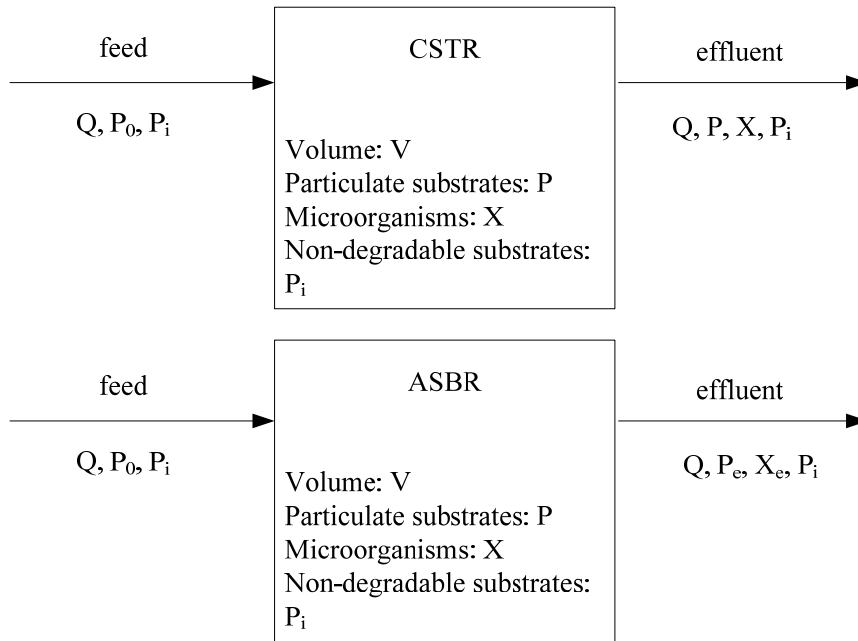 feed
CSTR
effluent
Q, P₀, Pᵢ
Q, P, X, Pᵢ
Volume: V
Particulate substrates: P
Microorganisms: X
Non-degradable substrates:
Pᵢ
feed
ASBR
effluent
Q, P₀, Pᵢ
Q, Pₑ, Xₑ, Pᵢ
Volume: V
Particulate substrates: P
Microorganisms: X
Non-degradable substrates:
Pᵢ